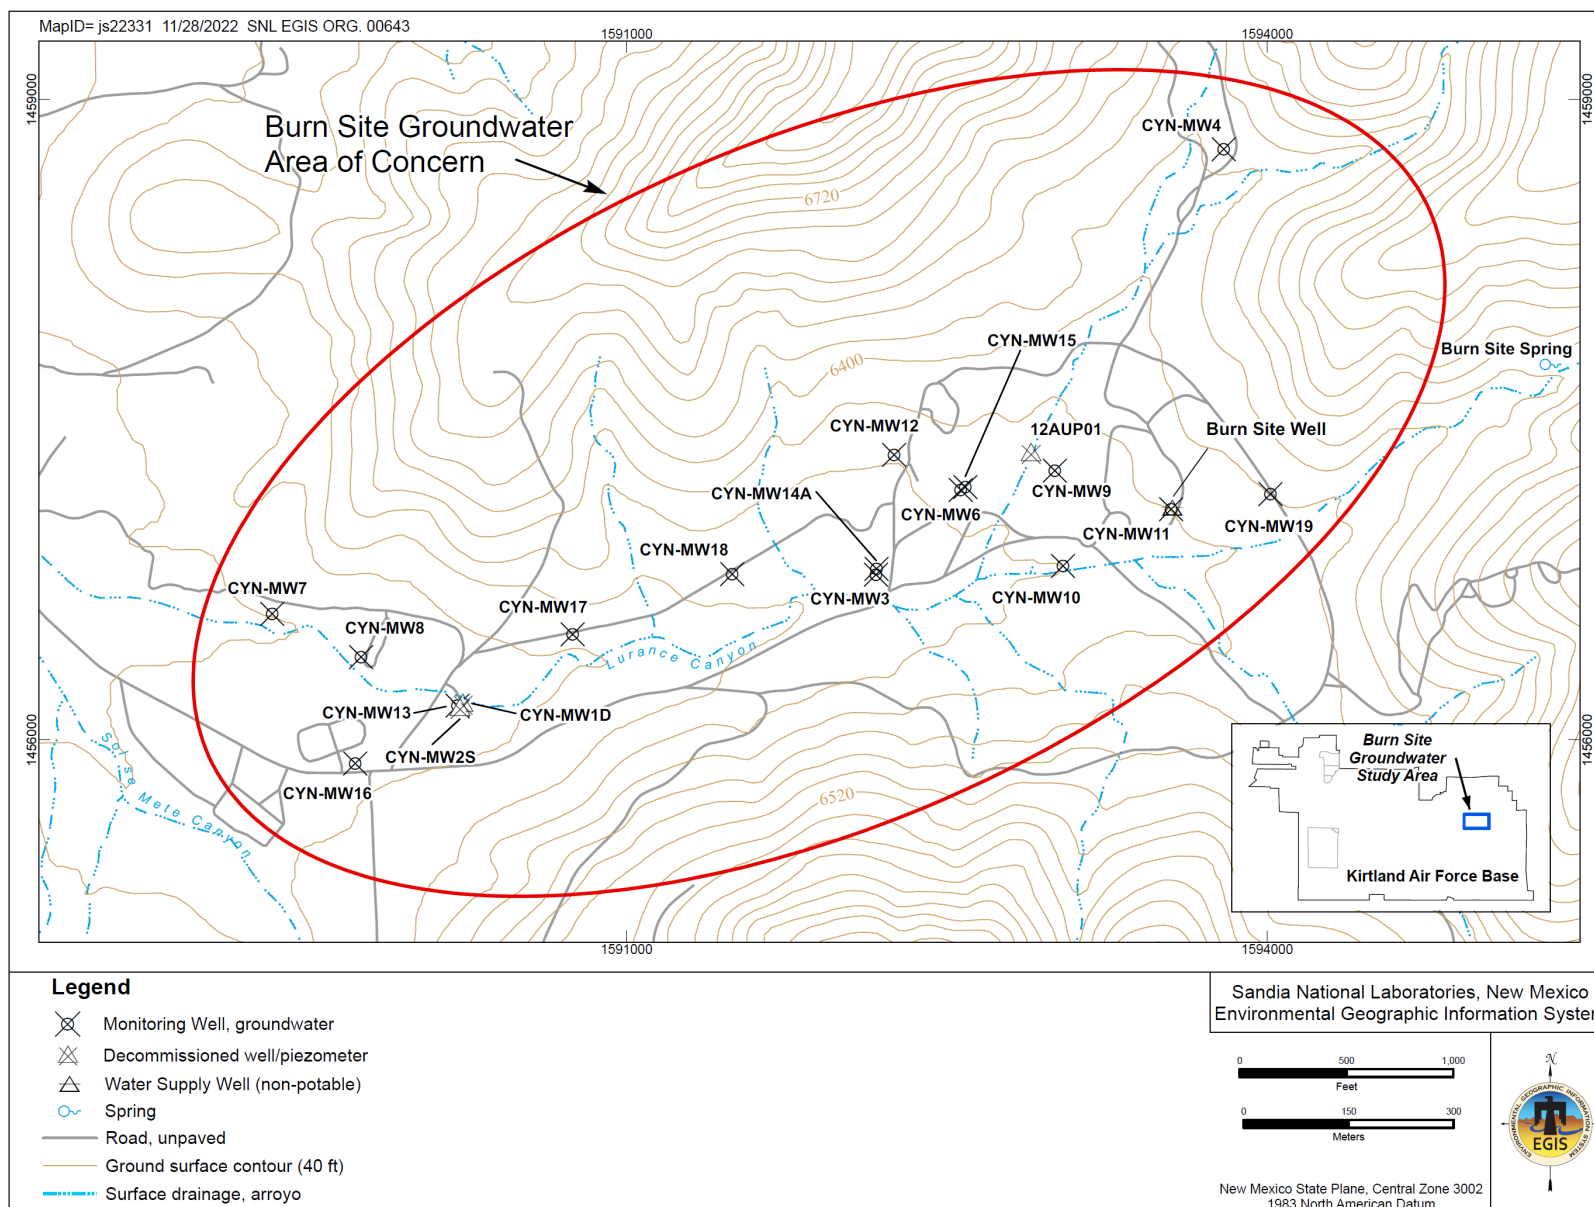 MapID= js22331 11/28/2022 SNL EGIS ORG. 00643
1591000
1594000
1459000
1459000
Burn Site Groundwater
Area of Concern
CYN-MW4
6720
CYN-MW15
Burn Site Spring
6400
CYN-MW12
12AUP01
Burn Site Well
CYN-MW14A
CYN-MW9
CYN-MW6
CYN-MW11
CYN-MW19
CYN-MW18
CYN-MW7
CYN-MW17
CYN-MW3
CYN-MW10
CYN-MW8
Lurance Canyon
CYN-MW13
CYN-MW1D
CYN-MW2S
1456000
1456000
Sol se Mete Canyon
CYN-MW16
6520
Burn Site
Groundwater
Study Area
Kirtland Air Force Base
1591000
1594000
Legend
Monitoring Well, groundwater
Decommissioned well/piezometer
Water Supply Well (non-potable)
Spring
Road, unpaved
Ground surface contour (40 ft)
Surface drainage, arroyo
Sandia National Laboratories, New Mexico
Environmental Geographic Information System
0 500 1,000
Feet
0 150 300
Meters
N
ENVIRONMENTAL GEOGRAPHIC INFORMATION SYSTEM
EGIS
New Mexico State Plane, Central Zone 3002
1983 North American Datum